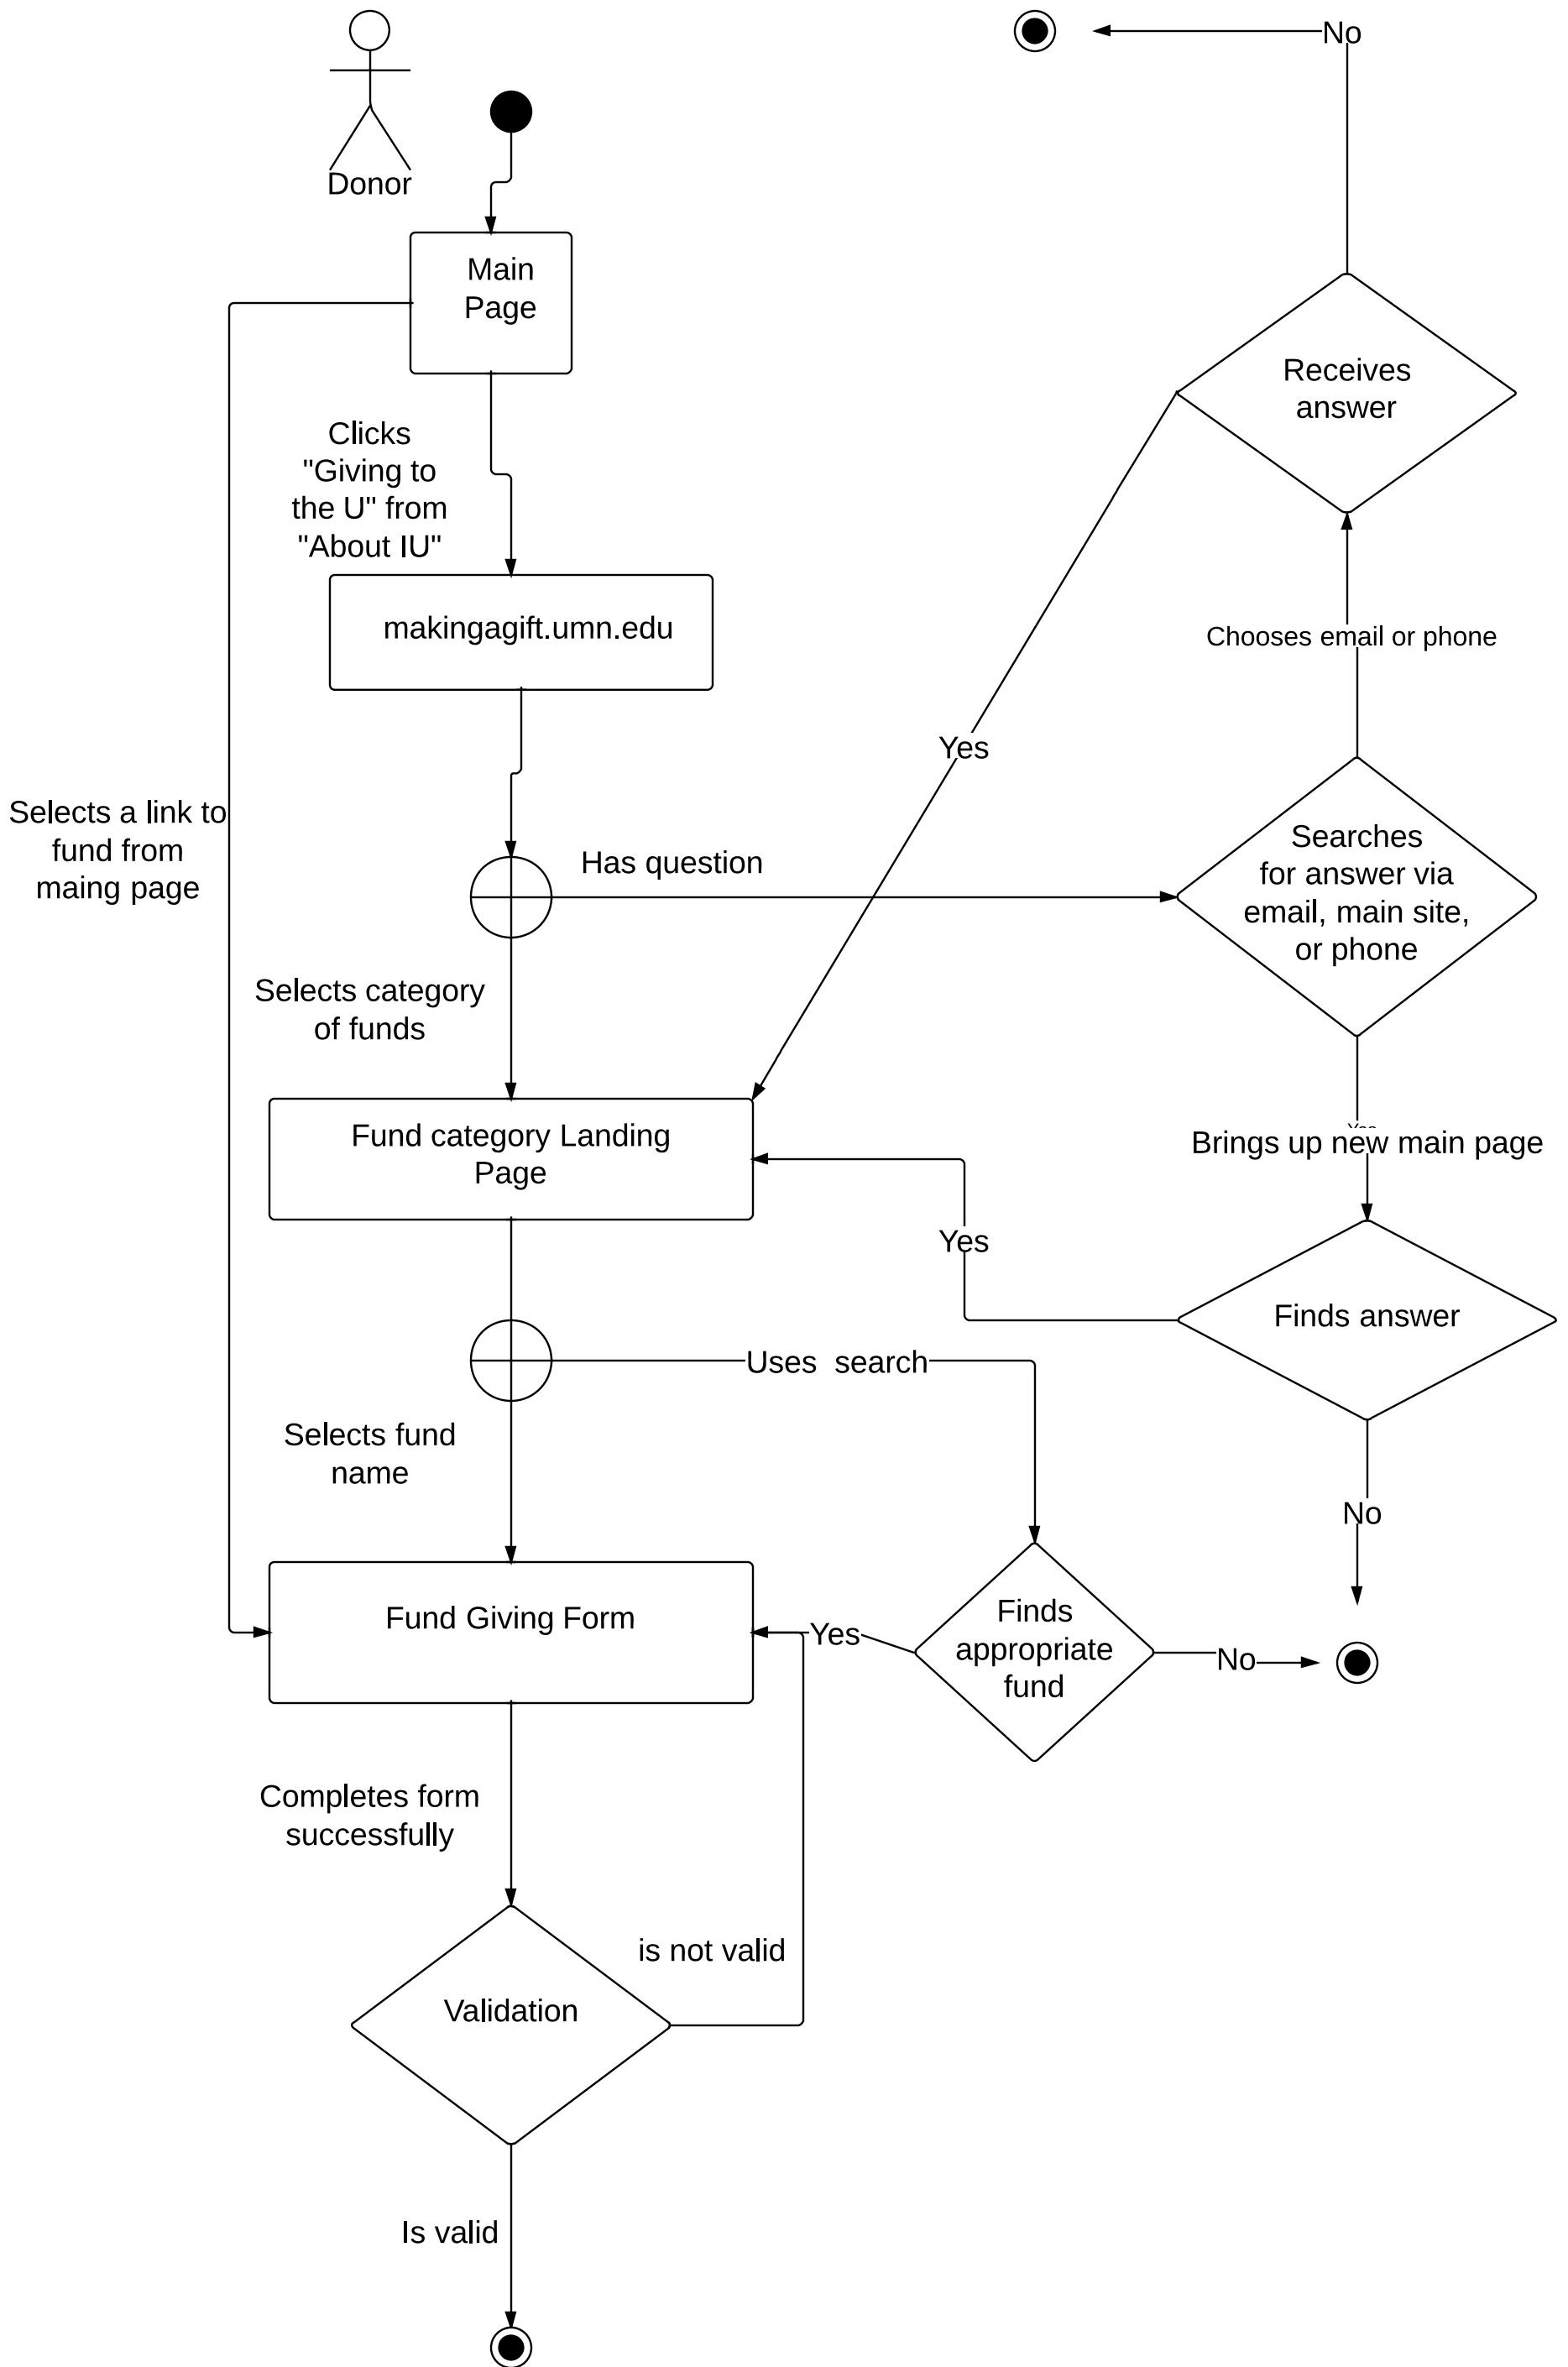 No
Donor
Main
Page
Receives
answer
Clicks
"Giving to
the U" from
"About IU"
makingagift.umn.edu
Chooses email or phone
Yes
Selects a link to
fund from
maing page
Has question
Searches
for answer via
email, main site,
or phone
Selects category
of funds
Fund category Landing
Page
Brings up new main page
Yes
Finds answer
Uses  search
Selects fund
name
No
Fund Giving Form
Yes
Finds
appropriate
fund
No
Completes form
successfully
is not valid
Validation
Is valid